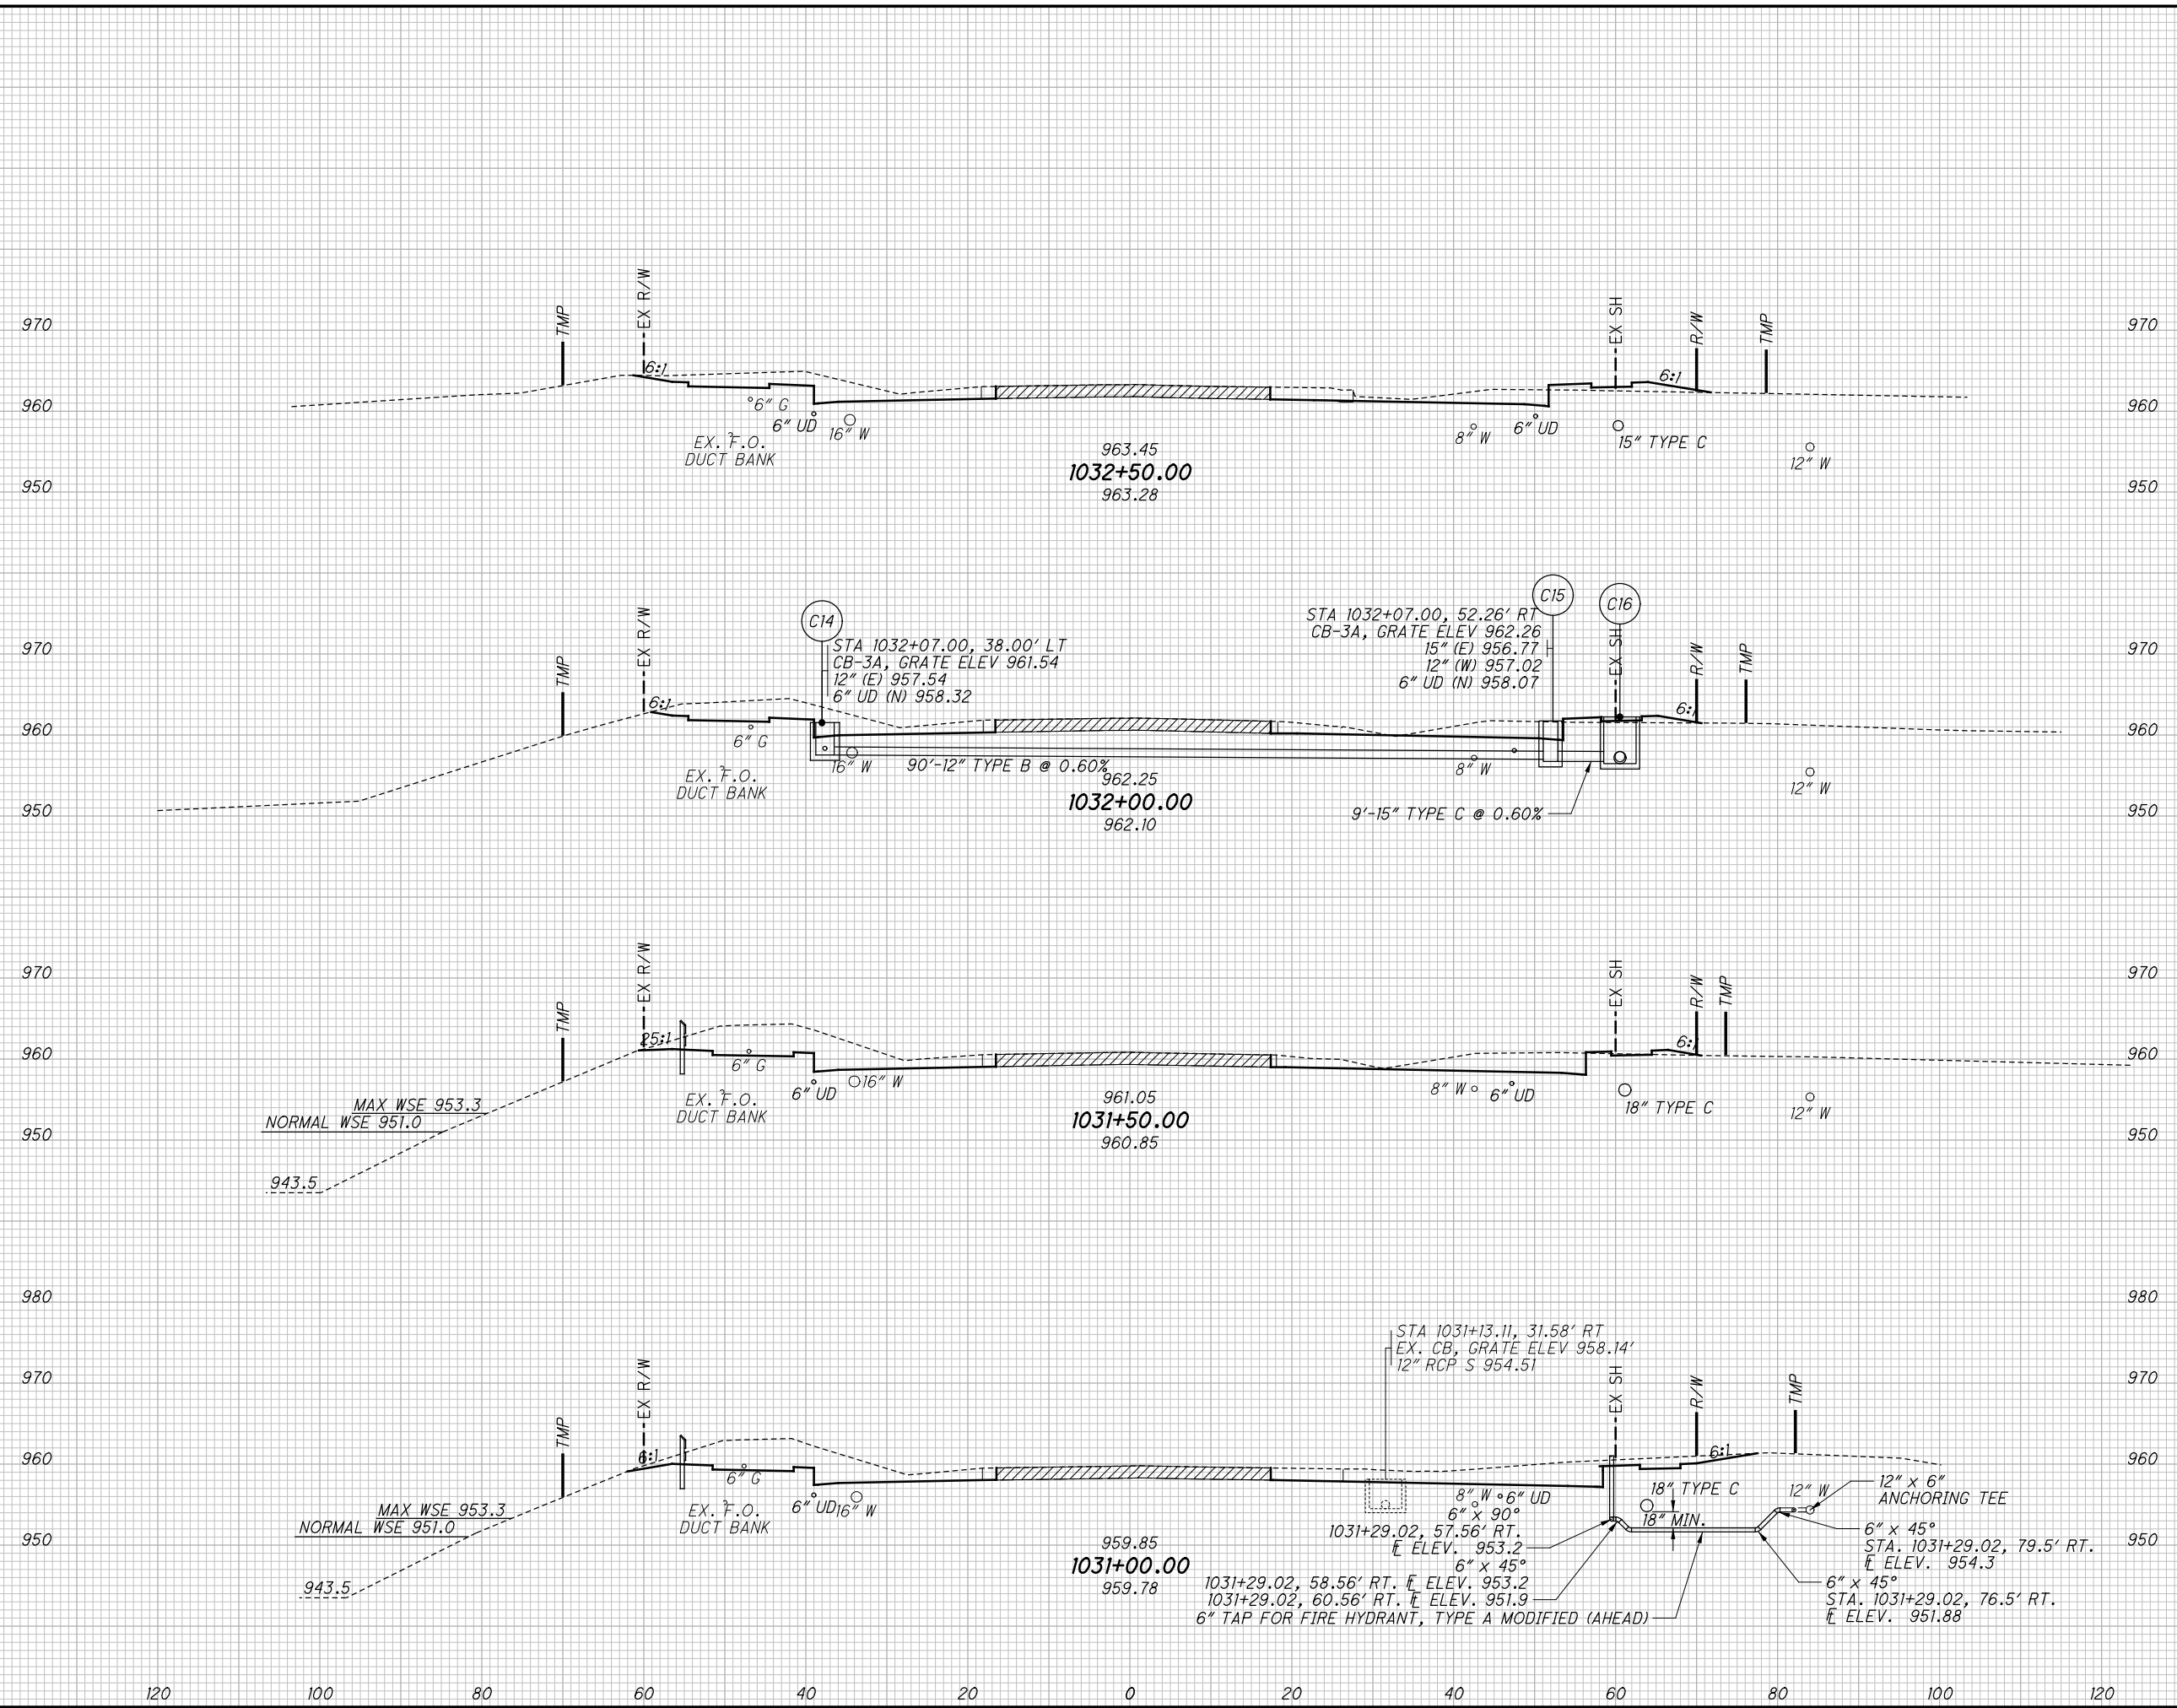 EX R/W
TMP
970
6:1
EX SH
R/W
TMP
6:1
970
960
°6" G
6" UD
16" W
EX. F.O.
DUCT BANK
8" W
6" UD
15" TYPE C
12" W
960
963.45
1032+50.00
963.28
950
950
C14
C15
C16
STA 1032+07.00, 38.00' LT
CB-3A, GRATE ELEV 961.54
12" (E) 957.54
6" UD (N) 958.32
STA 1032+07.00, 52.26' RT
CB-3A, GRATE ELEV 962.26
15" (E) 956.77
12" (W) 957.02
6" UD (N) 958.07
EX R/W
TMP
970
6:1
EX SH
R/W
TMP
6:1
970
960
6" G
16" W
90'-12" TYPE B @ 0.60%
EX. F.O.
DUCT BANK
8" W
12" W
960
962.25
1032+00.00
962.10
9'-15" TYPE C @ 0.60%
950
950
EX R/W
TMP
970
25:1
EX SH
R/W
TMP
6:1
970
960
6" G
6" UD
16" W
EX. F.O.
DUCT BANK
8" W
6" UD
18" TYPE C
12" W
960
MAX WSE 953.3
NORMAL WSE 951.0
961.05
1031+50.00
960.85
950
950
943.5
980
980
STA 1031+13.11, 31.58' RT
EX. CB, GRATE ELEV 958.14'
12" RCP S 954.51
EX R/W
TMP
970
6:1
EX SH
R/W
TMP
6:1
970
960
6" G
6" UD
16" W
EX. F.O.
DUCT BANK
8" W
6" UD
18" TYPE C
18" MIN.
12" W
12" x 6"
ANCHORING TEE
960
MAX WSE 953.3
NORMAL WSE 951.0
6" x 90°
1031+29.02, 57.56' RT.
℄ ELEV. 953.2
6" x 45°
1031+29.02, 58.56' RT. ℄ ELEV. 953.2
1031+29.02, 60.56' RT. ℄ ELEV. 951.9
6" TAP FOR FIRE HYDRANT, TYPE A MODIFIED (AHEAD)
6" x 45°
STA. 1031+29.02, 79.5' RT.
℄ ELEV. 954.3
6" x 45°
STA. 1031+29.02, 76.5' RT.
℄ ELEV. 951.88
950
950
959.85
1031+00.00
959.78
943.5
120 100 80 60 40 20 0 20 40 60 80 100 120